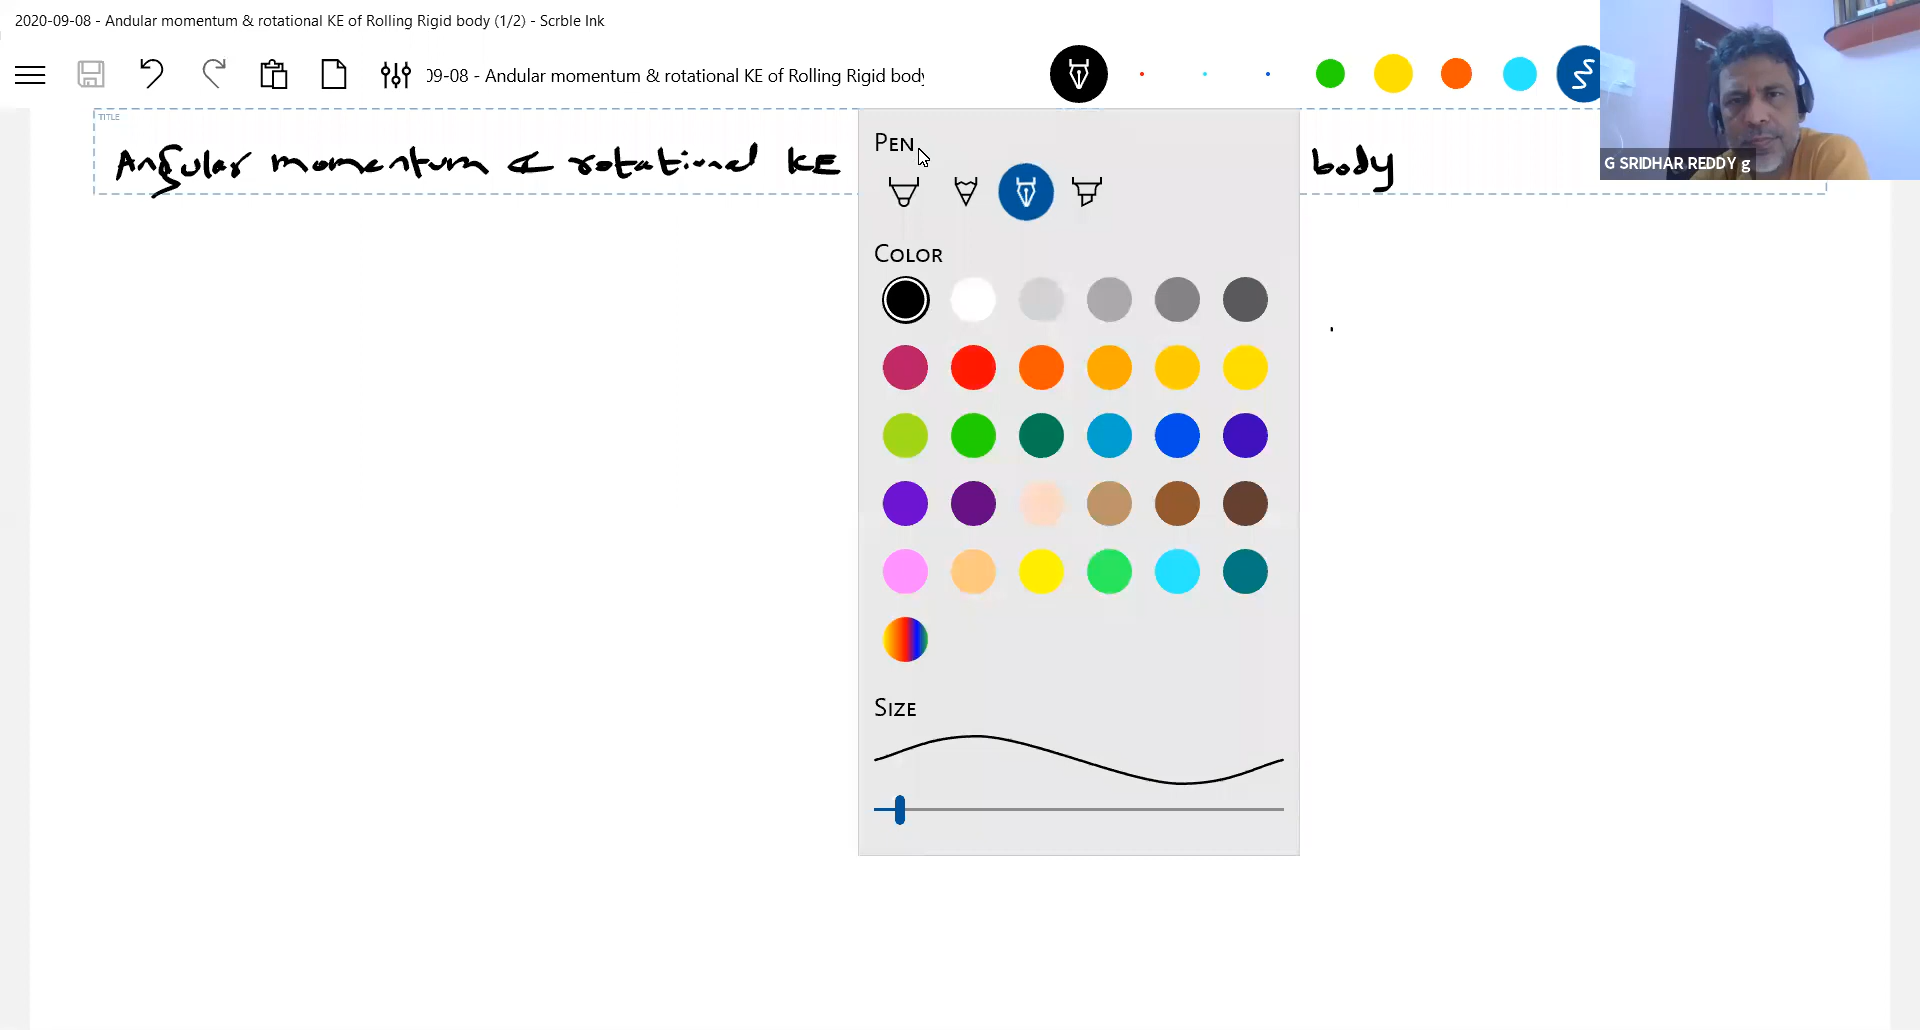 2020-09-08 - Andular momentum & rotational KE of Rolling Rigid body (1/2) - Scrble Ink
09-08 - Andular momentum & rotational KE of Rolling Rigid body
TITLE
Angular momentum & rotational KE body
G SRIDHAR REDDY g
PEN
COLOR
SIZE